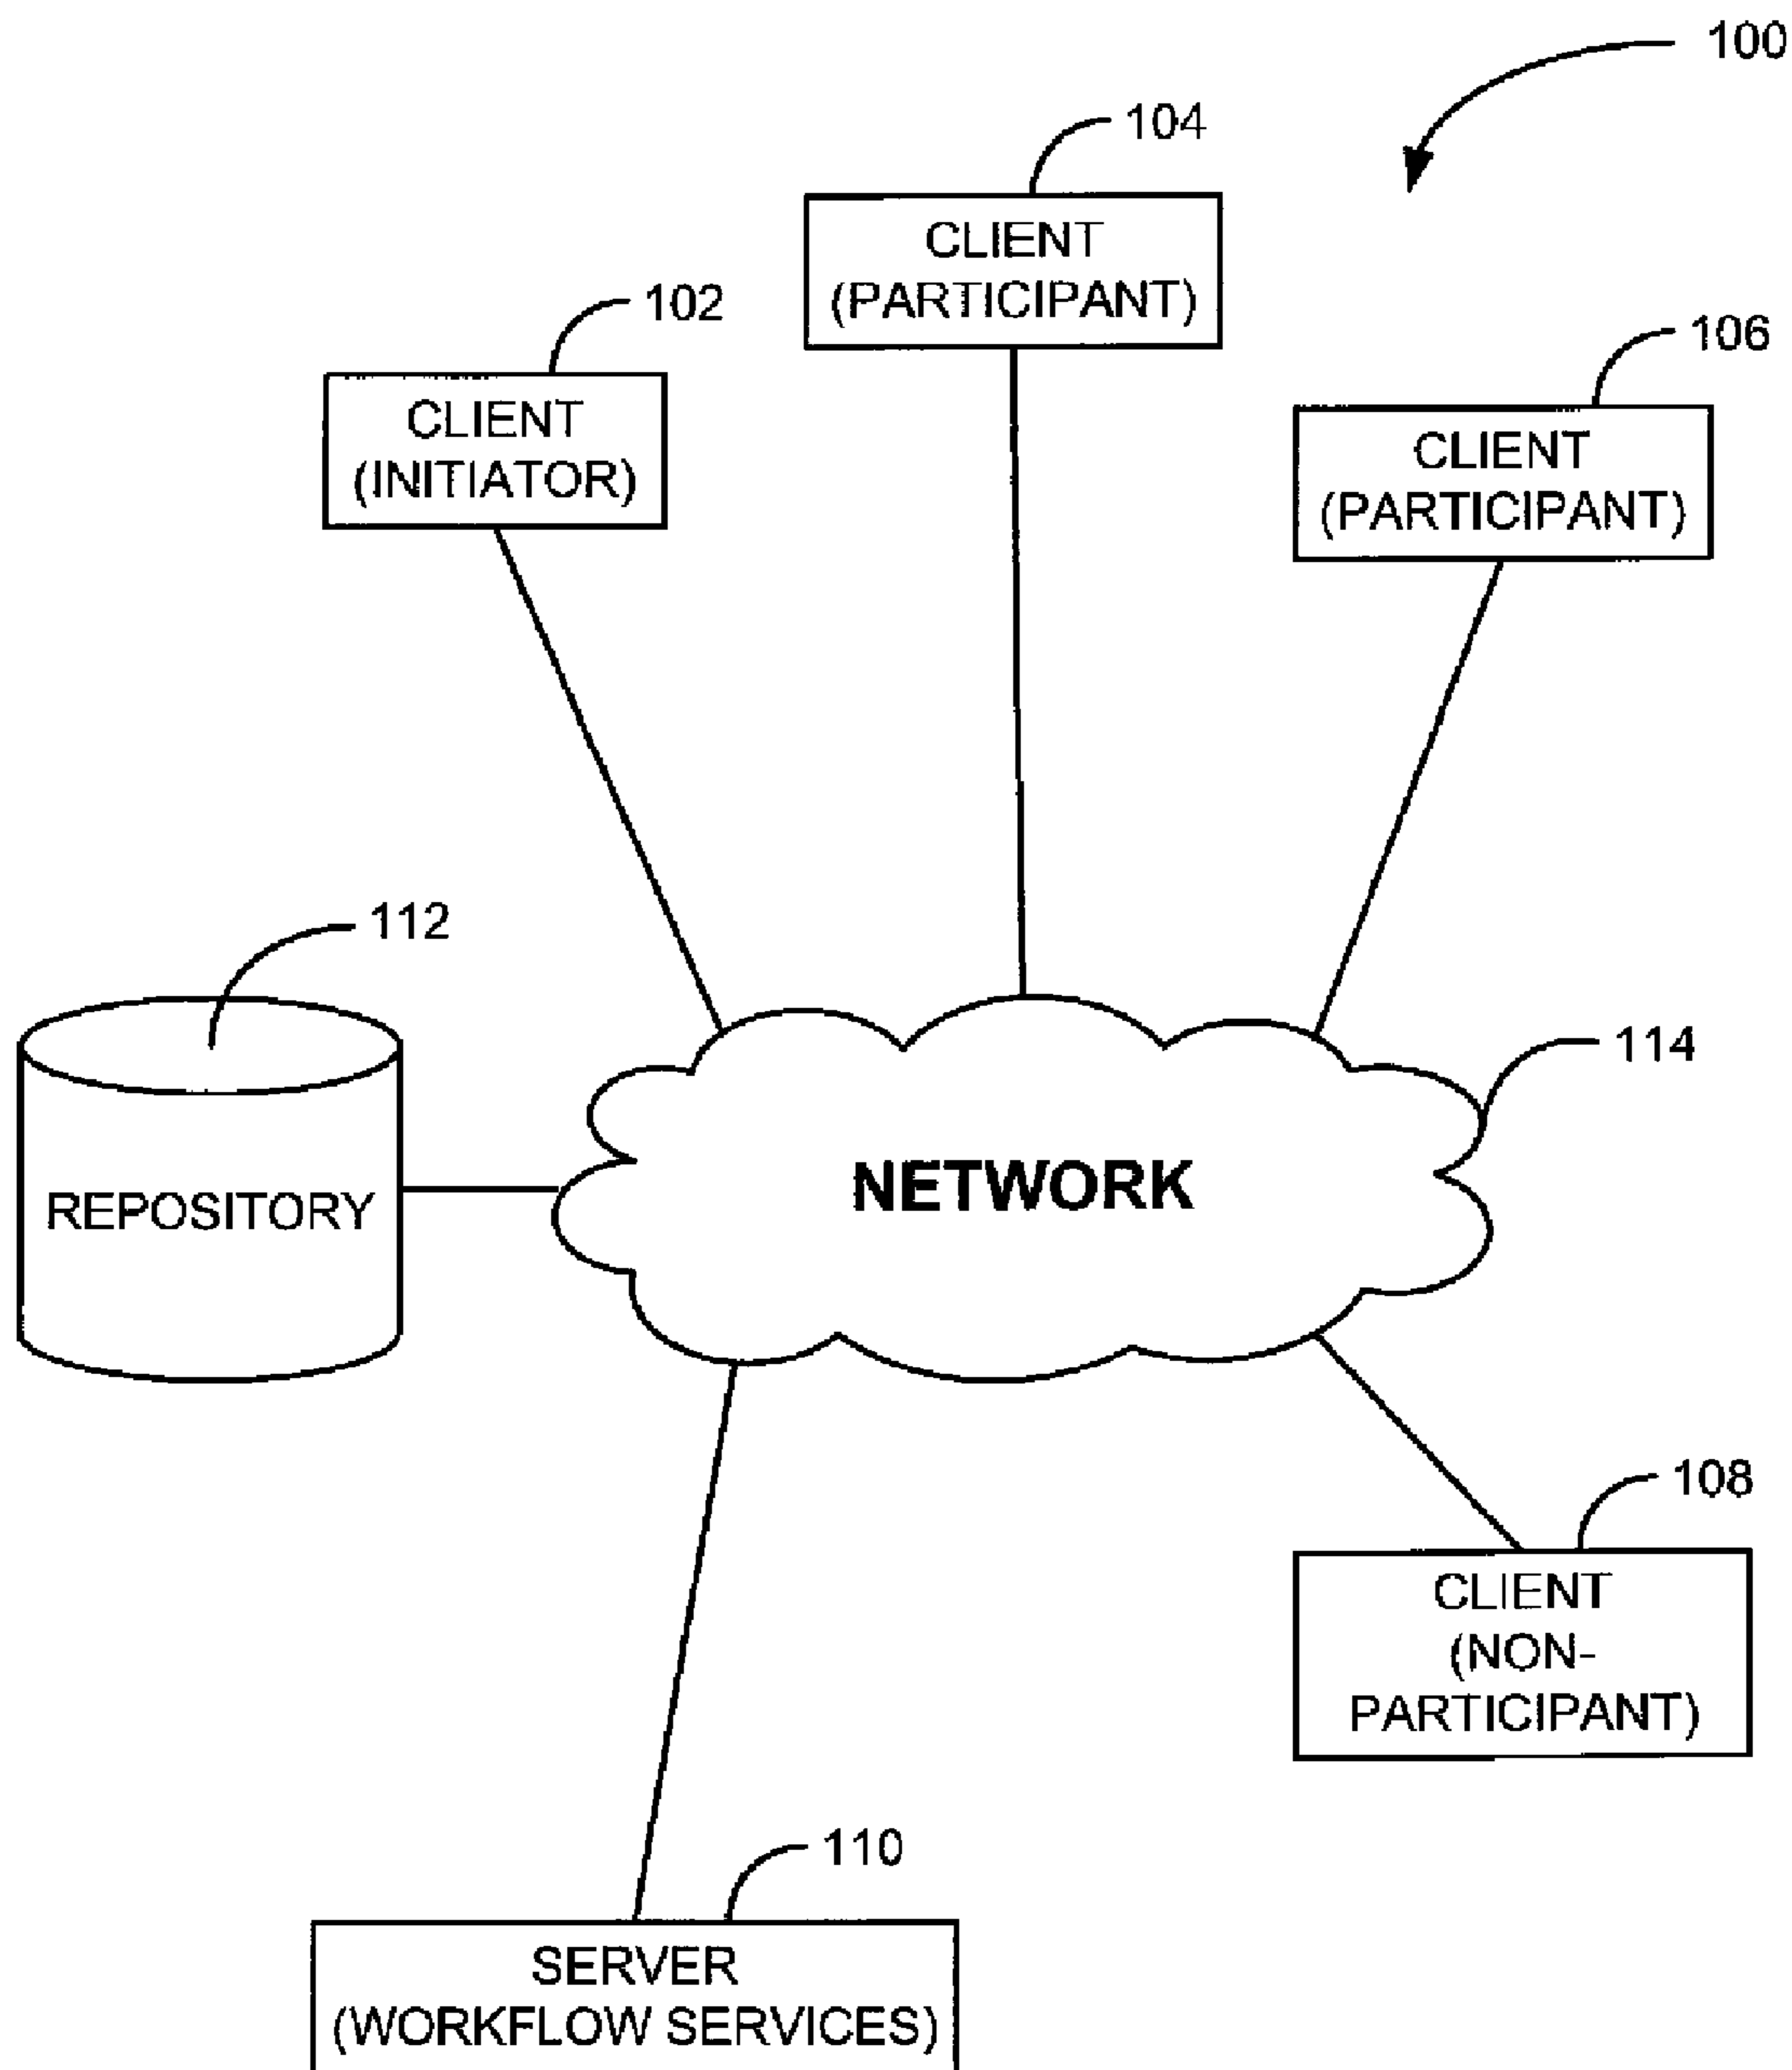 100
104
CLIENT
(PARTICIPANT)
102
CLIENT
(INITIATOR)
106
CLIENT
(PARTICIPANT)
112
REPOSITORY
114
NETWORK
108
CLIENT
(NON-
PARTICIPANT)
110
SERVER
(WORKFLOW SERVICES)